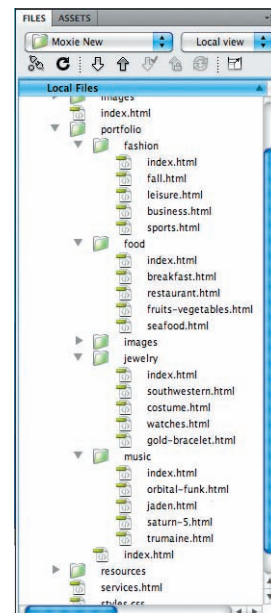 FILES ASSETS
Moxie New Local view
Local Files
images
index.html
portfolio
fashion
index.html
fall.html
leisure.html
business.html
sports.html
food
index.html
breakfast.html
restaurant.html
fruits-vegetables.html
seafood.html
images
jewelry
index.html
southwestern.html
costume.html
watches.html
gold-bracelet.html
music
index.html
orbital-funk.html
jaden.html
saturn-5.html
trumaine.html
index.html
resources
services.html
styles.css